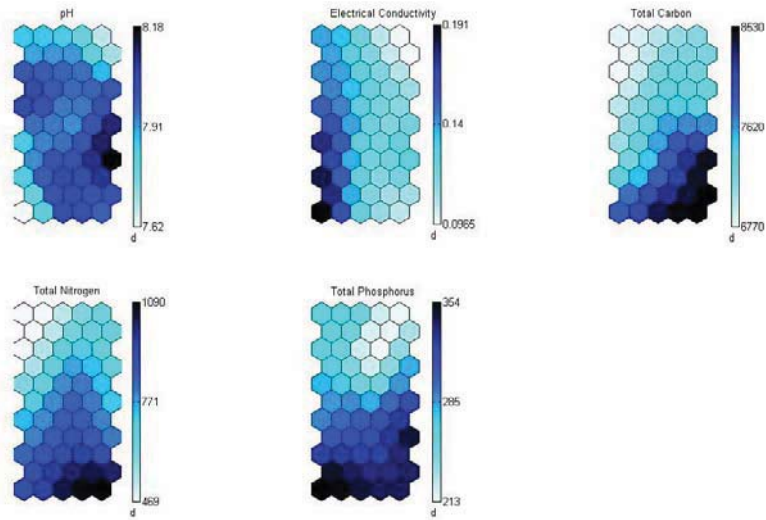 pH
8.18
7.91
7.62
d
Electrical Conductivity
0.191
0.14
0.0965
d
Total Carbon
8530
7620
6770
d
Total Nitrogen
1090
771
469
d
Total Phosphorus
354
285
213
d